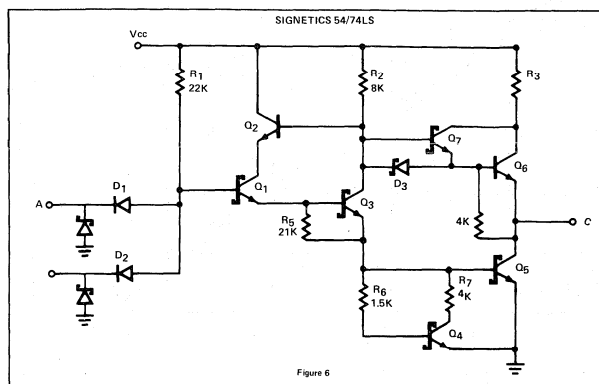 SIGNETICS 54/74LS
Vcc
R1
22K
R2
8K
R3
Q2
Q7
Q6
D1
A
Q1
D3
Q3
R5
21K
4K
C
D2
Q5
R6
1.5K
R7
4K
Q4
Figure 6